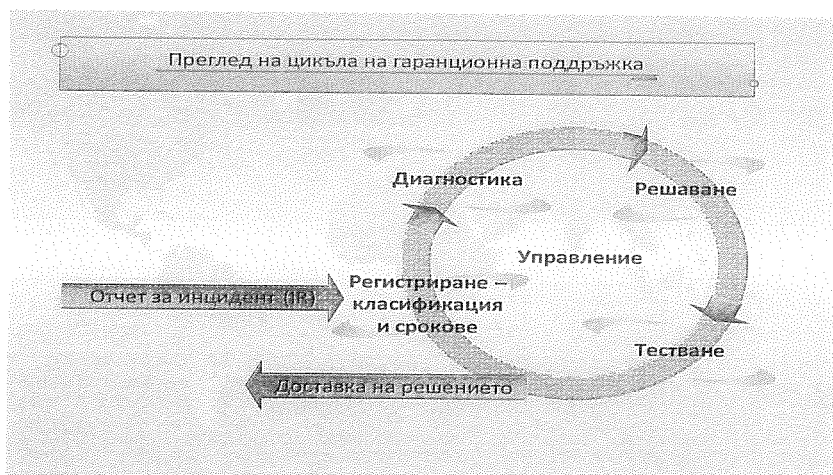 Преглед на цикъла на гаранционна поддръжка
Диагностика
Решаване
Управление
Отчет за инцидент (IR)
Регистриране –
класификация
и срокове
Тестване
Доставка на решението